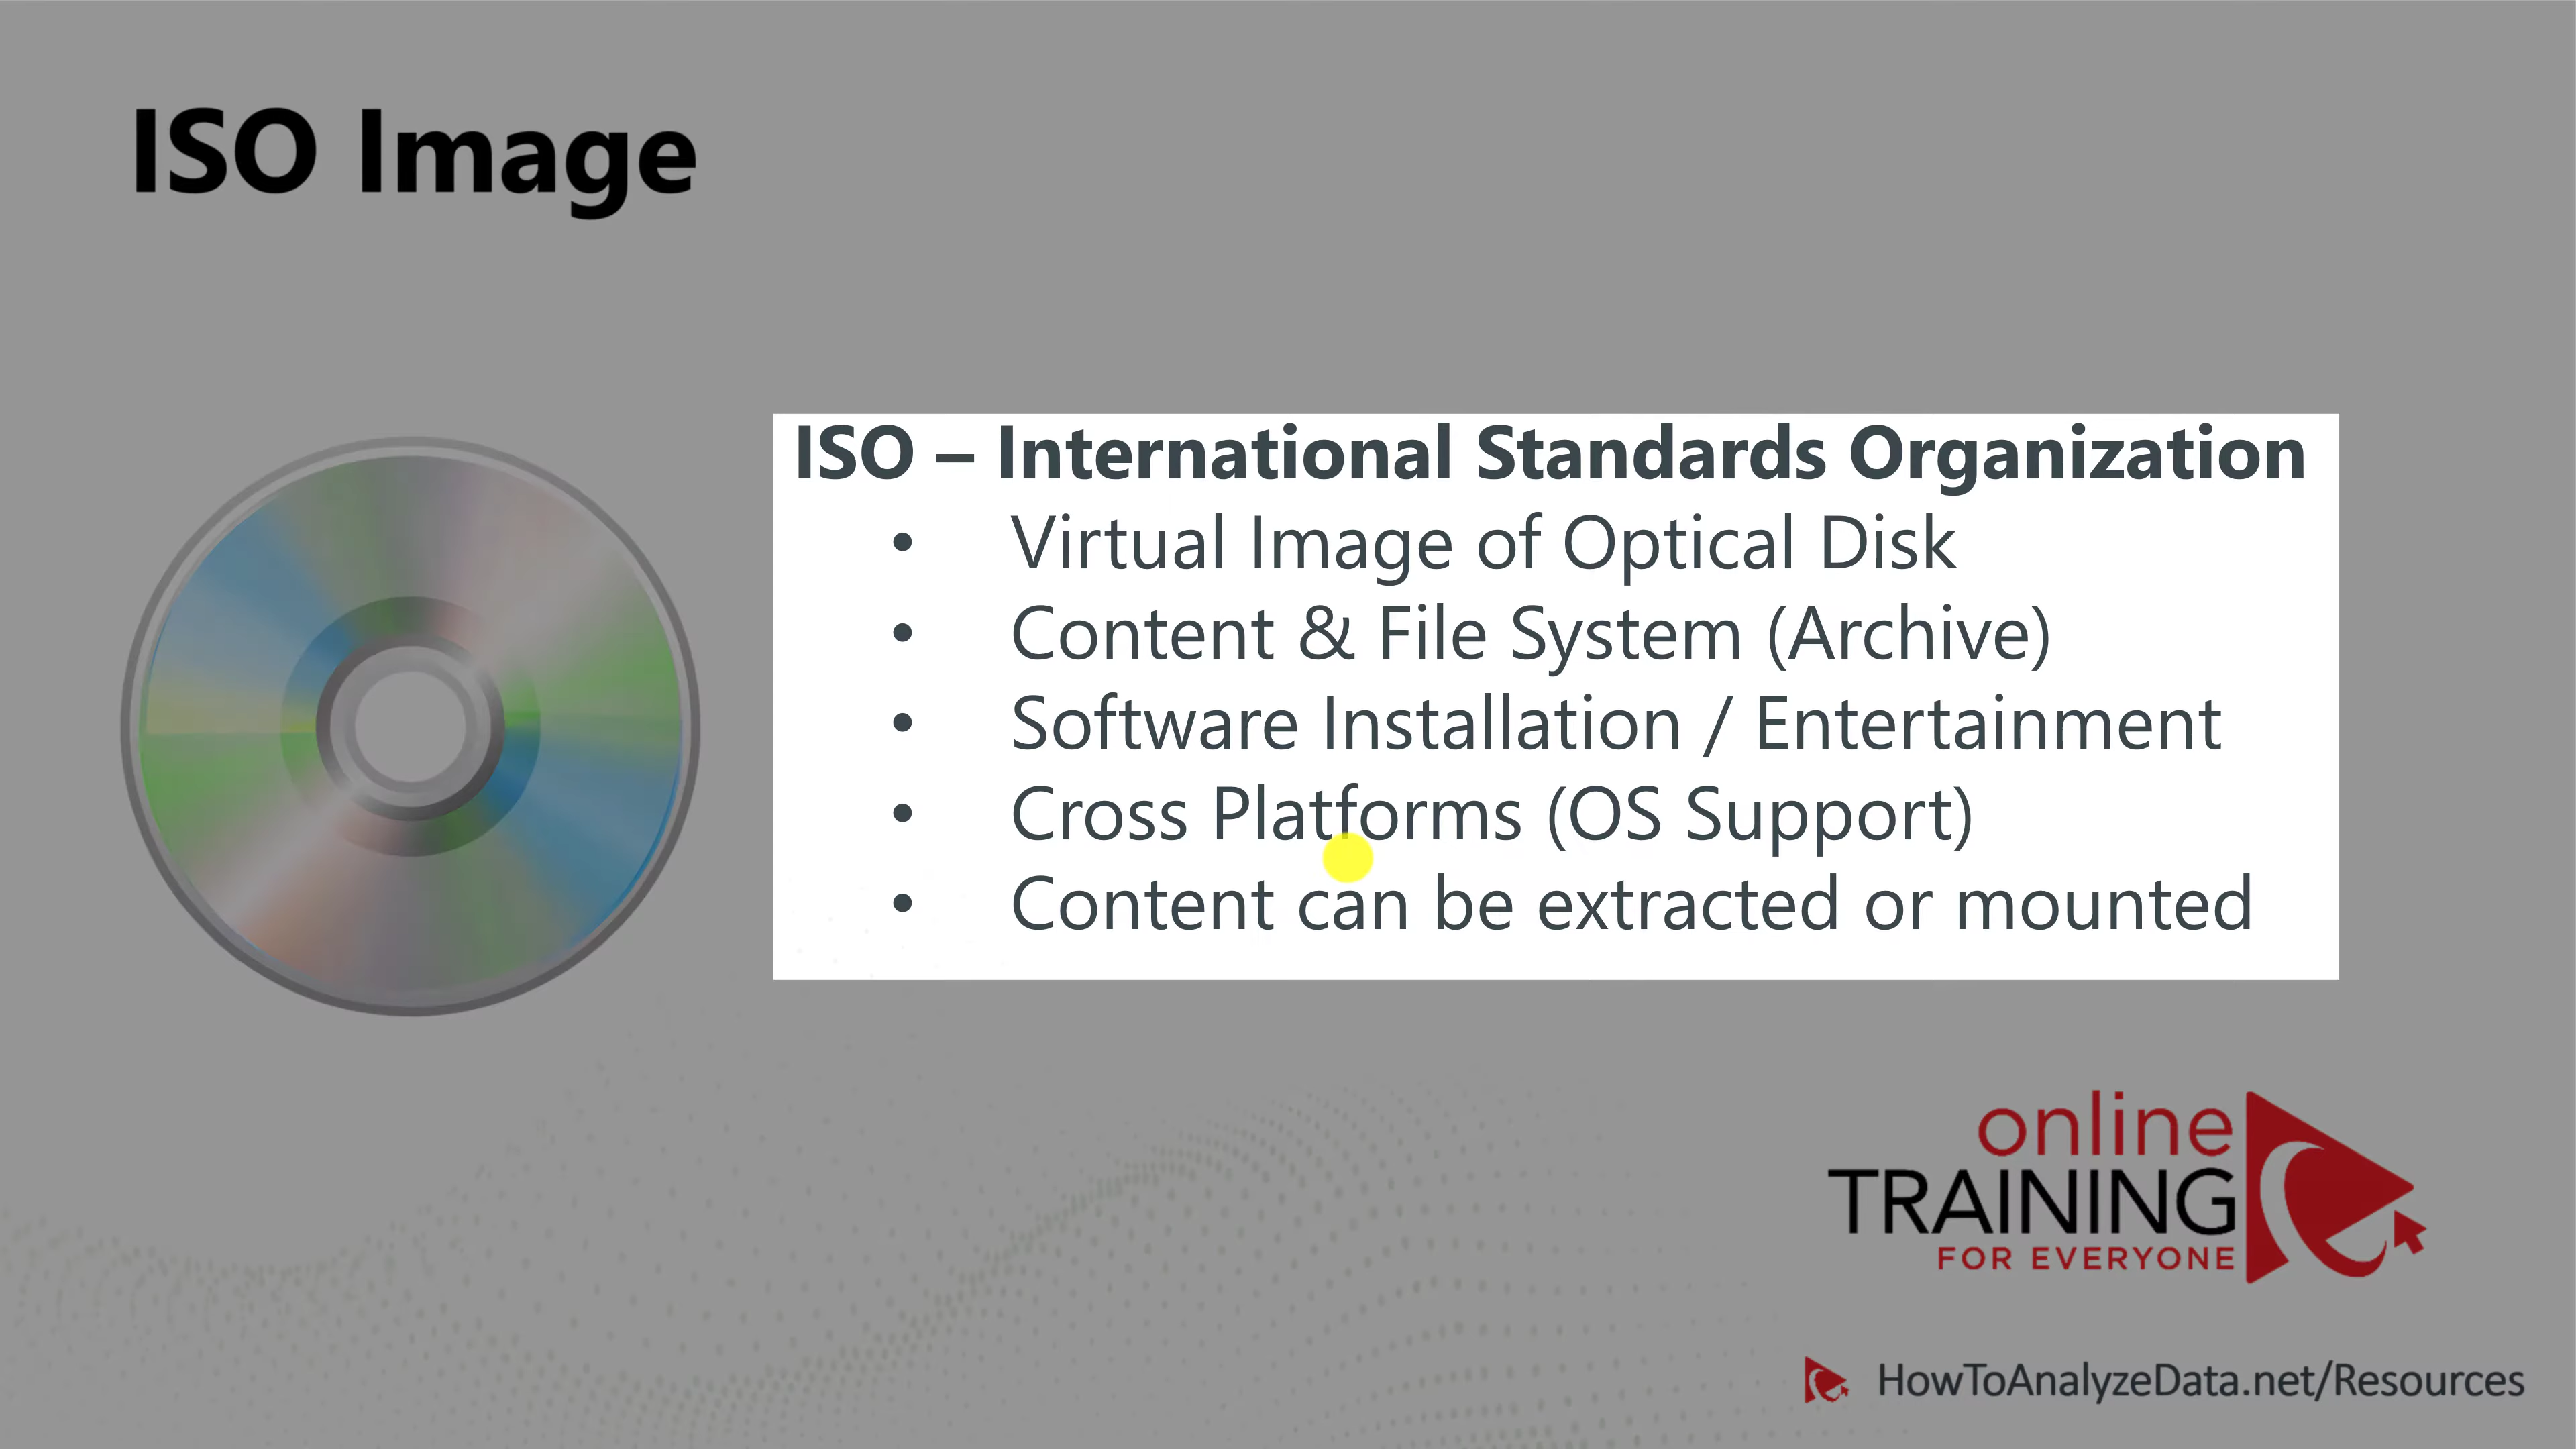 ISO Image
ISO – International Standards Organization
• Virtual Image of Optical Disk
• Content & File System (Archive)
• Software Installation / Entertainment
• Cross Platforms (OS Support)
• Content can be extracted or mounted
online
TRAINING
FOR EVERYONE
HowToAnalyzeData.net/Resources